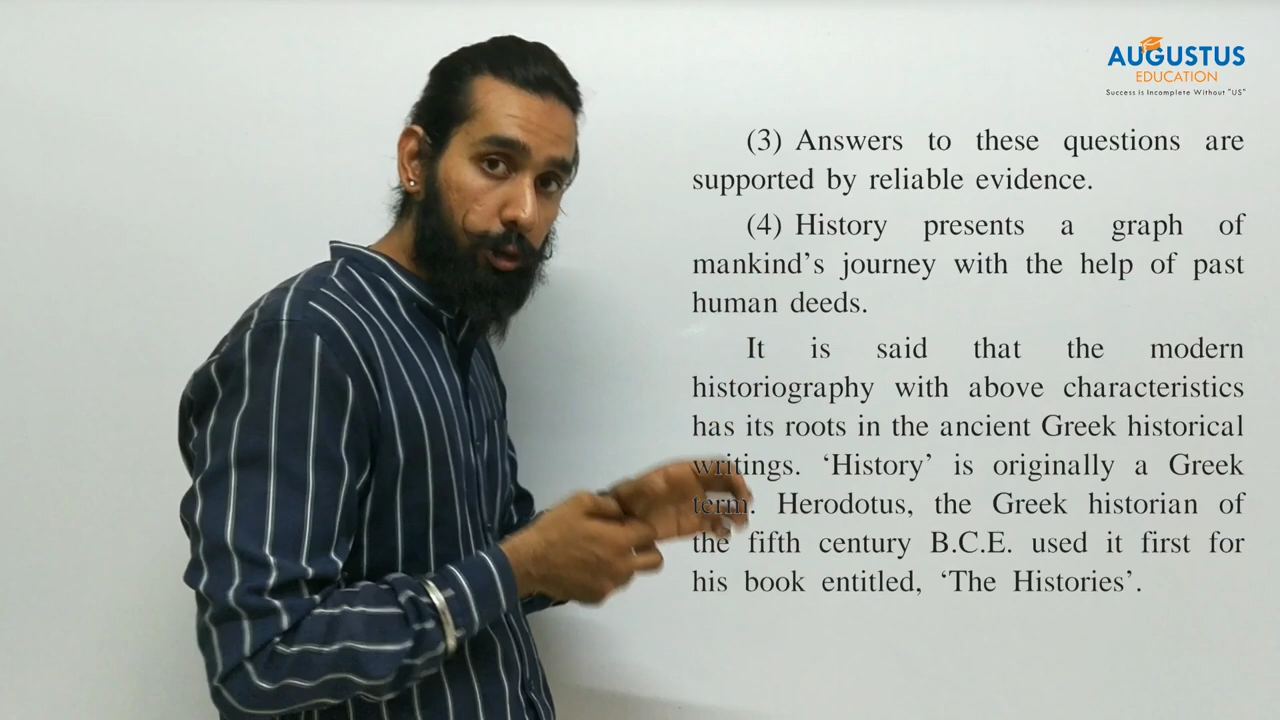 AUGUSTUS
EDUCATION
Success is Incomplete Without "US"
(3) Answers to these questions are
supported by reliable evidence.
(4) History presents a graph of
mankind's journey with the help of past
human deeds.
It is said that the modern
historiography with above characteristics
has its roots in the ancient Greek historical
writings. ‘History’ is originally a Greek
term. Herodotus, the Greek historian of
the fifth century B.C.E. used it first for
his book entitled, ‘The Histories’.